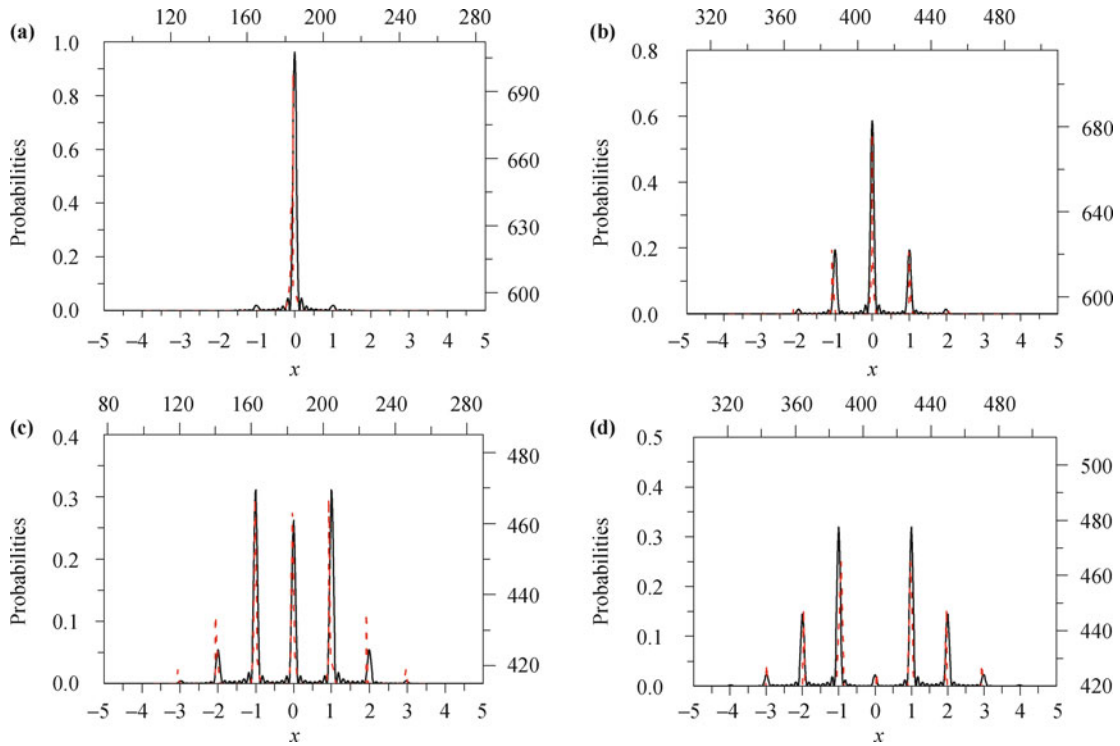 120 160 200 240 280
(a)
1.0
0.8
0.6
0.4
0.2
0.0
Probabilities
690
660
630
600
–5 –4 –3 –2 –1 0 1 2 3 4 5
x
320 360 400 440 480
(b)
0.8
0.6
0.4
0.2
0.0
Probabilities
680
640
600
–5 –4 –3 –2 –1 0 1 2 3 4 5
x
80 120 160 200 240 280
(c)
0.4
0.3
0.2
0.1
0.0
Probabilities
480
460
440
420
–5 –4 –3 –2 –1 0 1 2 3 4 5
x
320 360 400 440 480
(d)
0.5
0.4
0.3
0.2
0.1
0.0
Probabilities
500
480
460
440
420
–5 –4 –3 –2 –1 0 1 2 3 4 5
x